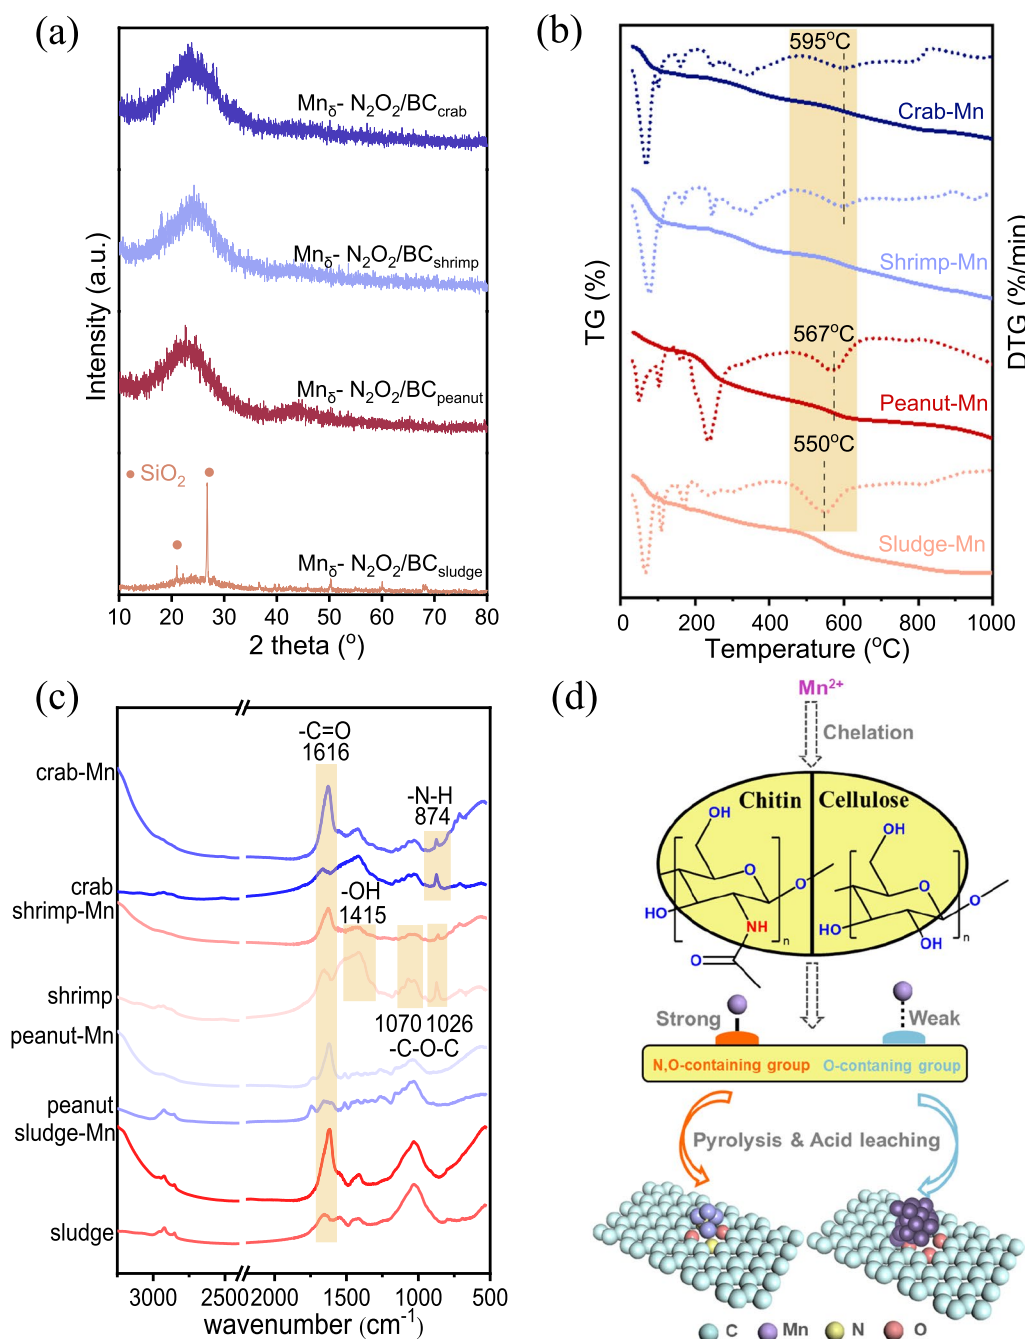 (a)
Mnδ- N₂O₂/BCcrab
Mnδ- N₂O₂/BCshrimp
Mnδ- N₂O₂/BCpeanut
SiO₂
Mnδ- N₂O₂/BCsludge
Intensity (a.u.)
10 20 30 40 50 60 70 80
2 theta (°)
(b)
595°C
Crab-Mn
Shrimp-Mn
567°C
Peanut-Mn
550°C
Sludge-Mn
TG (%)
DTG (%/min)
0 200 400 600 800 1000
Temperature (°C)
(c)
-C=O
1616
crab-Mn
-N-H
874
crab
-OH
1415
shrimp-Mn
shrimp
1070 1026
-C-O-C
peanut-Mn
peanut
sludge-Mn
sludge
3000 2500 2000 1500 1000 500
wavenumber (cm⁻¹)
(d)
Mn²⁺
Chelation
Chitin Cellulose
OH
OH
O
O
O
O
HO
NH
n
HO
OH
n
O
Strong
Weak
N,O-containing group O-contaning group
Pyrolysis & Acid leaching
C Mn N O